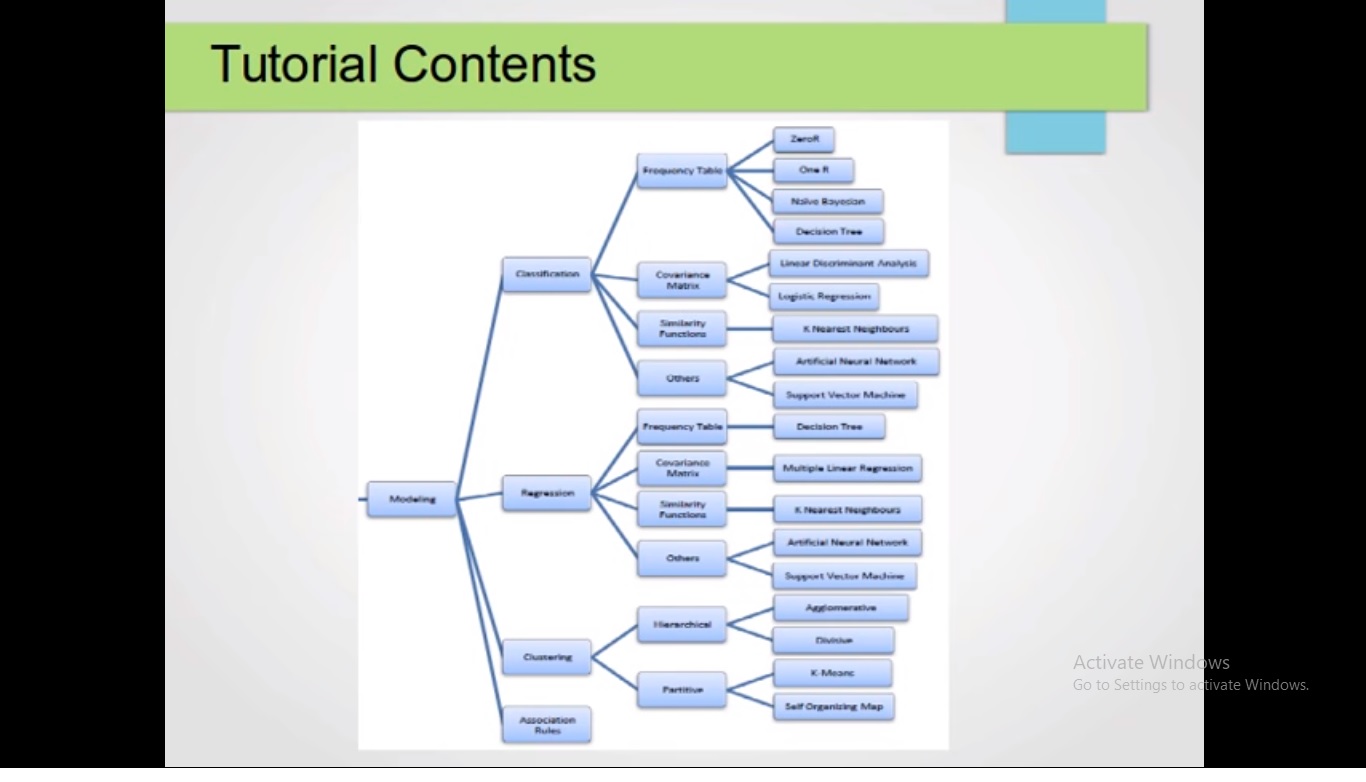 Tutorial Contents
ZeroR
Frequency Table
One R
Naïve Bayesian
Decision Tree
Classification
Covariance
Matrix
Linear Discriminant Analysis
Logistic Regression
Similarity
Functions
K Nearest Neighbours
Others
Artificial Neural Network
Support Vector Machine
Modeling
Regression
Frequency Table
Decision Tree
Covariance
Matrix
Multiple Linear Regression
Similarity
Functions
K Nearest Neighbours
Others
Artificial Neural Network
Support Vector Machine
Clustering
Hierarchical
Agglomerative
Divisive
Partitive
K-Means
Self Organizing Map
Association
Rules
Activate Windows
Go to Settings to activate Windows.